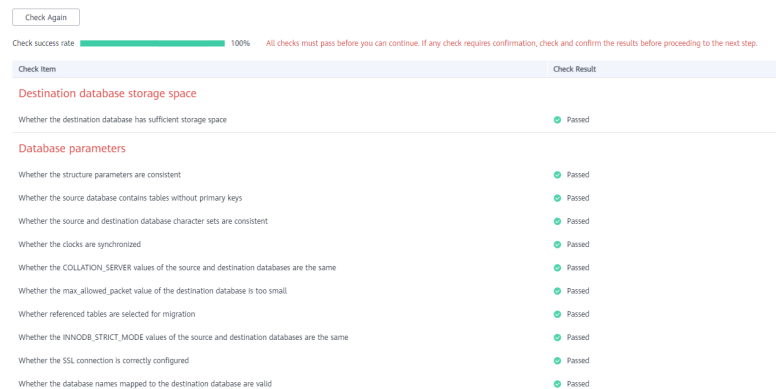 Check Again
Check success rate 100% All checks must pass before you can continue. If any check requires confirmation, check and confirm the results before proceeding to the next step.
Check Item Check Result
Destination database storage space
Whether the destination database has sufficient storage space Passed
Database parameters
Whether the structure parameters are consistent Passed
Whether the source database contains tables without primary keys Passed
Whether the source and destination database character sets are consistent Passed
Whether the clocks are synchronized Passed
Whether the COLLATION_SERVER values of the source and destination databases are the same Passed
Whether the max_allowed_packet value of the destination database is too small Passed
Whether referenced tables are selected for migration Passed
Whether the INNODB_STRICT_MODE values of the source and destination databases are the same Passed
Whether the SSL connection is correctly configured Passed
Whether the database names mapped to the destination database are valid Passed